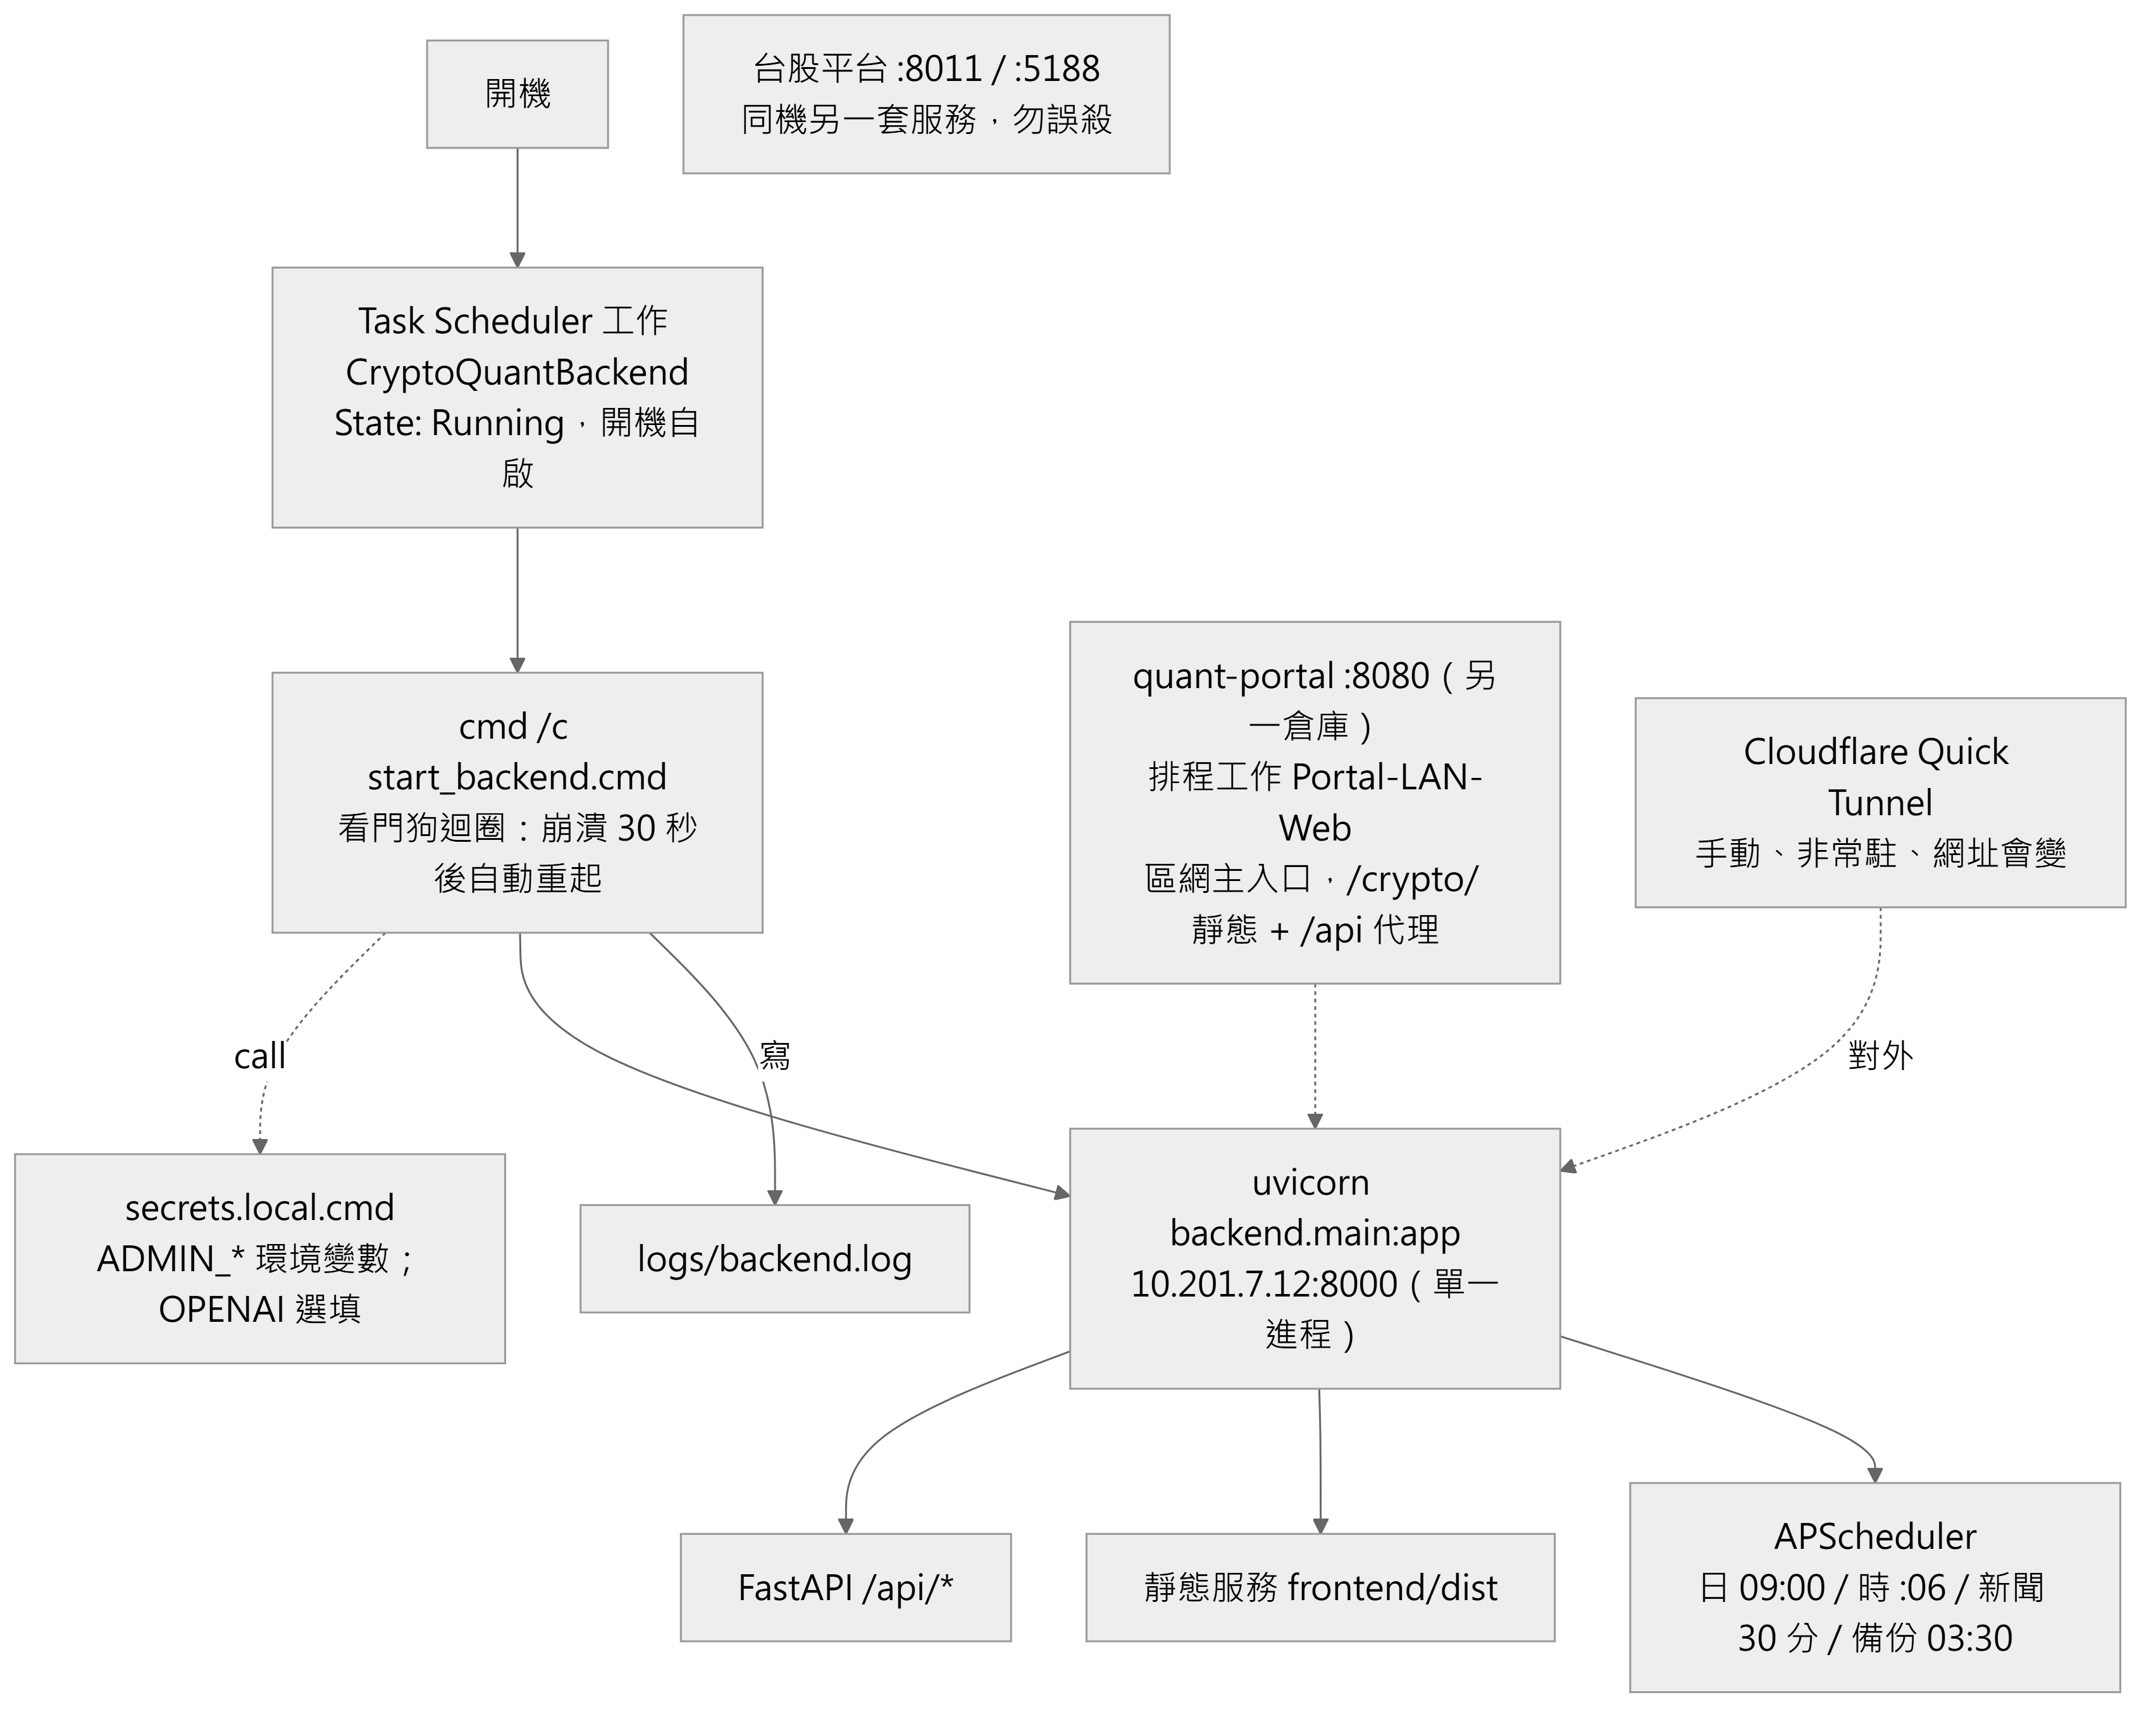 開機
台股平台 :8011 / :5188
同機另一套服務，勿誤殺
Task Scheduler 工作
CryptoQuantBackend
State: Running，開機自
啟
cmd /c
start_backend.cmd
看門狗迴圈：崩潰 30 秒
後自動重起
quant-portal :8080（另
一倉庫）
排程工作 Portal-LAN-
Web
區網主入口，/crypto/
靜態 + /api 代理
Cloudflare Quick
Tunnel
手動、非常駐、網址會變
call
寫
對外
secrets.local.cmd
ADMIN_* 環境變數；
OPENAI 選填
logs/backend.log
uvicorn
backend.main:app
10.201.7.12:8000（單一
進程）
FastAPI /api/*
靜態服務 frontend/dist
APScheduler
日 09:00 / 時 :06 / 新聞
30 分 / 備份 03:30